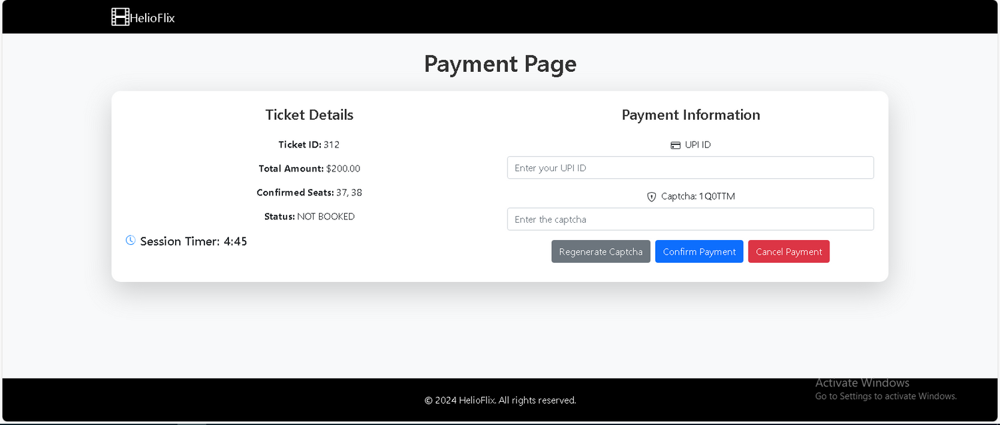 HelioFlix
Payment Page
Ticket Details
Ticket ID: 312
Total Amount: $200.00
Confirmed Seats: 37, 38
Status: NOT BOOKED
Session Timer: 4:45
Payment Information
UPI ID
Enter your UPI ID
Captcha: 1Q0TTM
Enter the captcha
Regenerate Captcha Confirm Payment Cancel Payment
Activate Windows
Go to Settings to activate Windows.
© 2024 HelioFlix. All rights reserved.